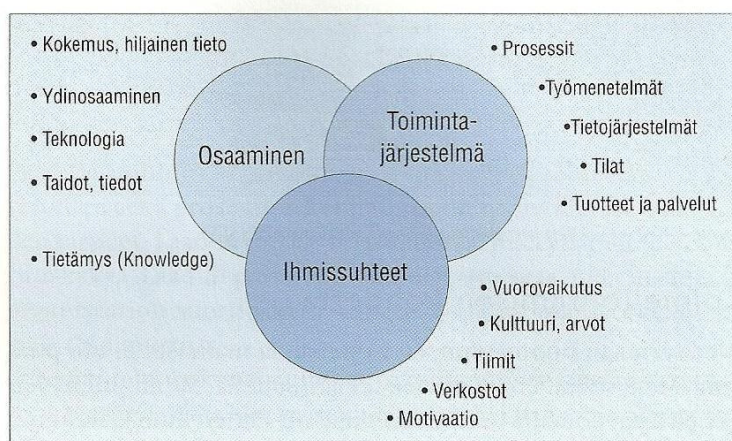 • Kokemus, hiljainen tieto
• Ydinosaaminen
• Teknologia
• Taidot, tiedot
• Tietämys (Knowledge)
Osaaminen
Toiminta-
järjestelmä
Ihmissuhteet
• Prosessit
• Työmenetelmät
• Tietojärjestelmät
• Tilat
• Tuotteet ja palvelut
• Vuorovaikutus
• Kulttuuri, arvot
• Tiimit
• Verkostot
• Motivaatio